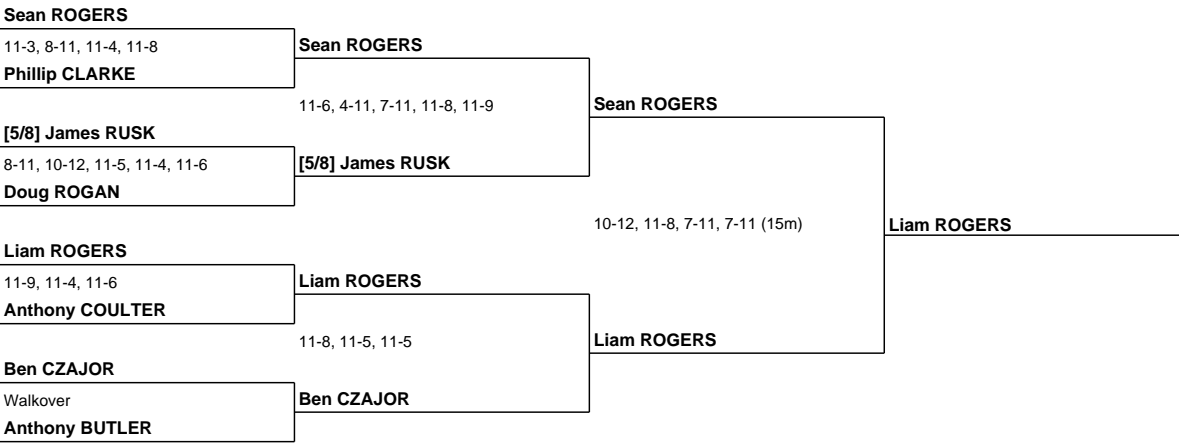 Sean ROGERS
11-3, 8-11, 11-4, 11-8
Phillip CLARKE
[5/8] James RUSK
8-11, 10-12, 11-5, 11-4, 11-6
Doug ROGAN
Liam ROGERS
11-9, 11-4, 11-6
Anthony COULTER
Ben CZAJOR
Walkover
Anthony BUTLER
Sean ROGERS
11-6, 4-11, 7-11, 11-8, 11-9
[5/8] James RUSK
Liam ROGERS
11-8, 11-5, 11-5
Ben CZAJOR
Sean ROGERS
10-12, 11-8, 7-11, 7-11 (15m)
Liam ROGERS
Liam ROGERS